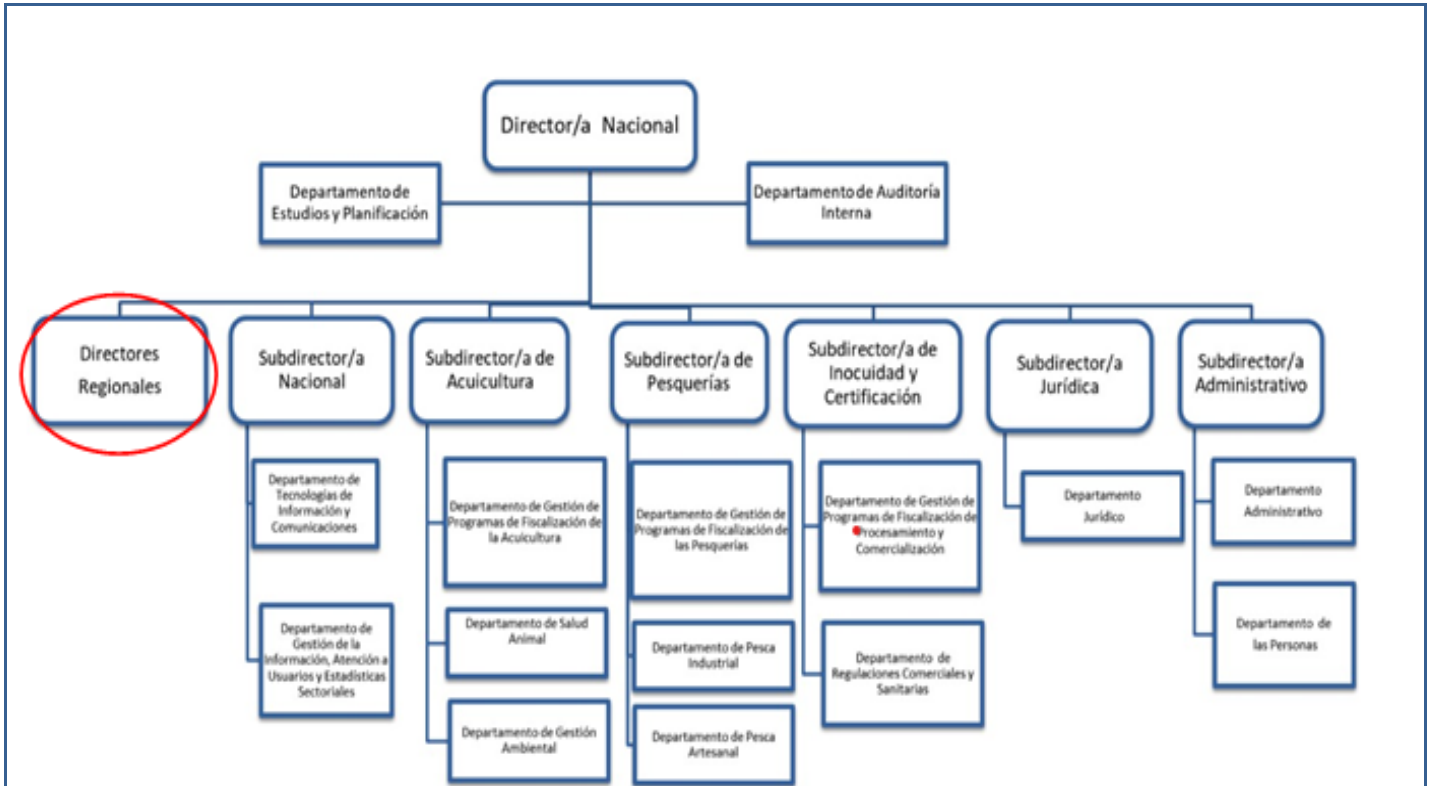 Director/a Nacional
Departamento de
Estudios y Planificación
Departamento de Auditoría
Interna
Directores
Regionales
Subdirector/a
Nacional
Subdirector/a de
Acuicultura
Subdirector/a de
Pesquerías
Subdirector/a de
Inocuidad y
Certificación
Subdirector/a
Jurídica
Subdirector/a
Administrativo
Departamento de
Tecnologías de
Información y
Comunicaciones
Departamento de
Gestión de la
Información, Atención a
Usuarios y Estadísticas
Sectoriales
Departamento de Gestión de
Programas de Fiscalización de
la Acuicultura
Departamento de Salud
Animal
Departamento de Gestión
Ambiental
Departamento de Gestión de
Programas de Fiscalización de
las Pesquerías
Departamento de Pesca
Industrial
Departamento de Pesca
Artesanal
Departamento de Gestión de
Programas de Fiscalización de
Procesamiento y
Comercialización
Departamento de
Regulaciones Comerciales y
Sanitarias
Departamento
Jurídico
Departamento
Administrativo
Departamento de
las Personas